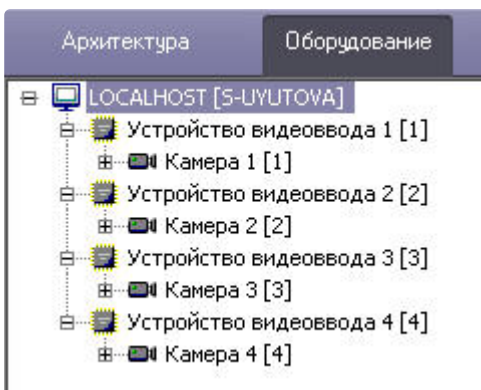 Архитектура Оборудование
LOCALHOST [S-UYUTOVA]
Устройство видеоввода 1 [1]
Камера 1 [1]
Устройство видеоввода 2 [2]
Камера 2 [2]
Устройство видеоввода 3 [3]
Камера 3 [3]
Устройство видеоввода 4 [4]
Камера 4 [4]